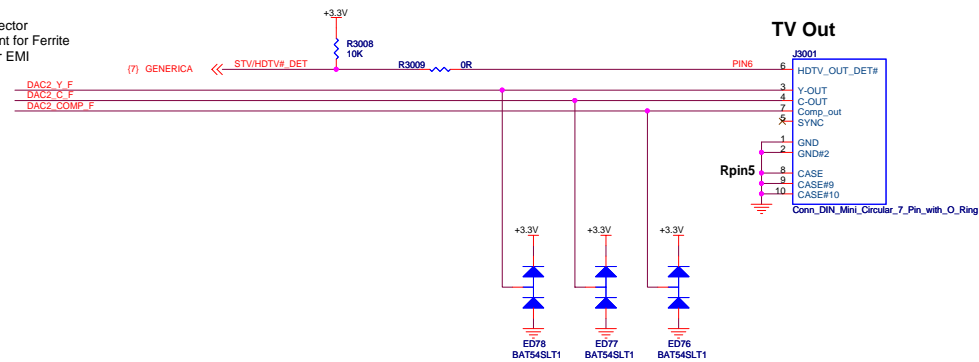 ector
nt for Ferrite
r EMI
+3.3V
R3008
10K
TV Out
J3001
(7) GENERICA
STV/HDTV#_DET
R3009
0R
PIN6
6
HDTV_OUT_DET#
DAC2_Y_F
3
Y-OUT
DAC2_C_F
4
C-OUT
DAC2_COMP_F
7
Comp_out
5
SYNC
1
GND
2
GND#2
Rpin5
8
CASE
9
CASE#9
10
CASE#10
Conn_DIN_Mini_Circular_7_Pin_with_O_Ring
+3.3V
+3.3V
+3.3V
ED78
BAT54SLT1
ED77
BAT54SLT1
ED76
BAT54SLT1